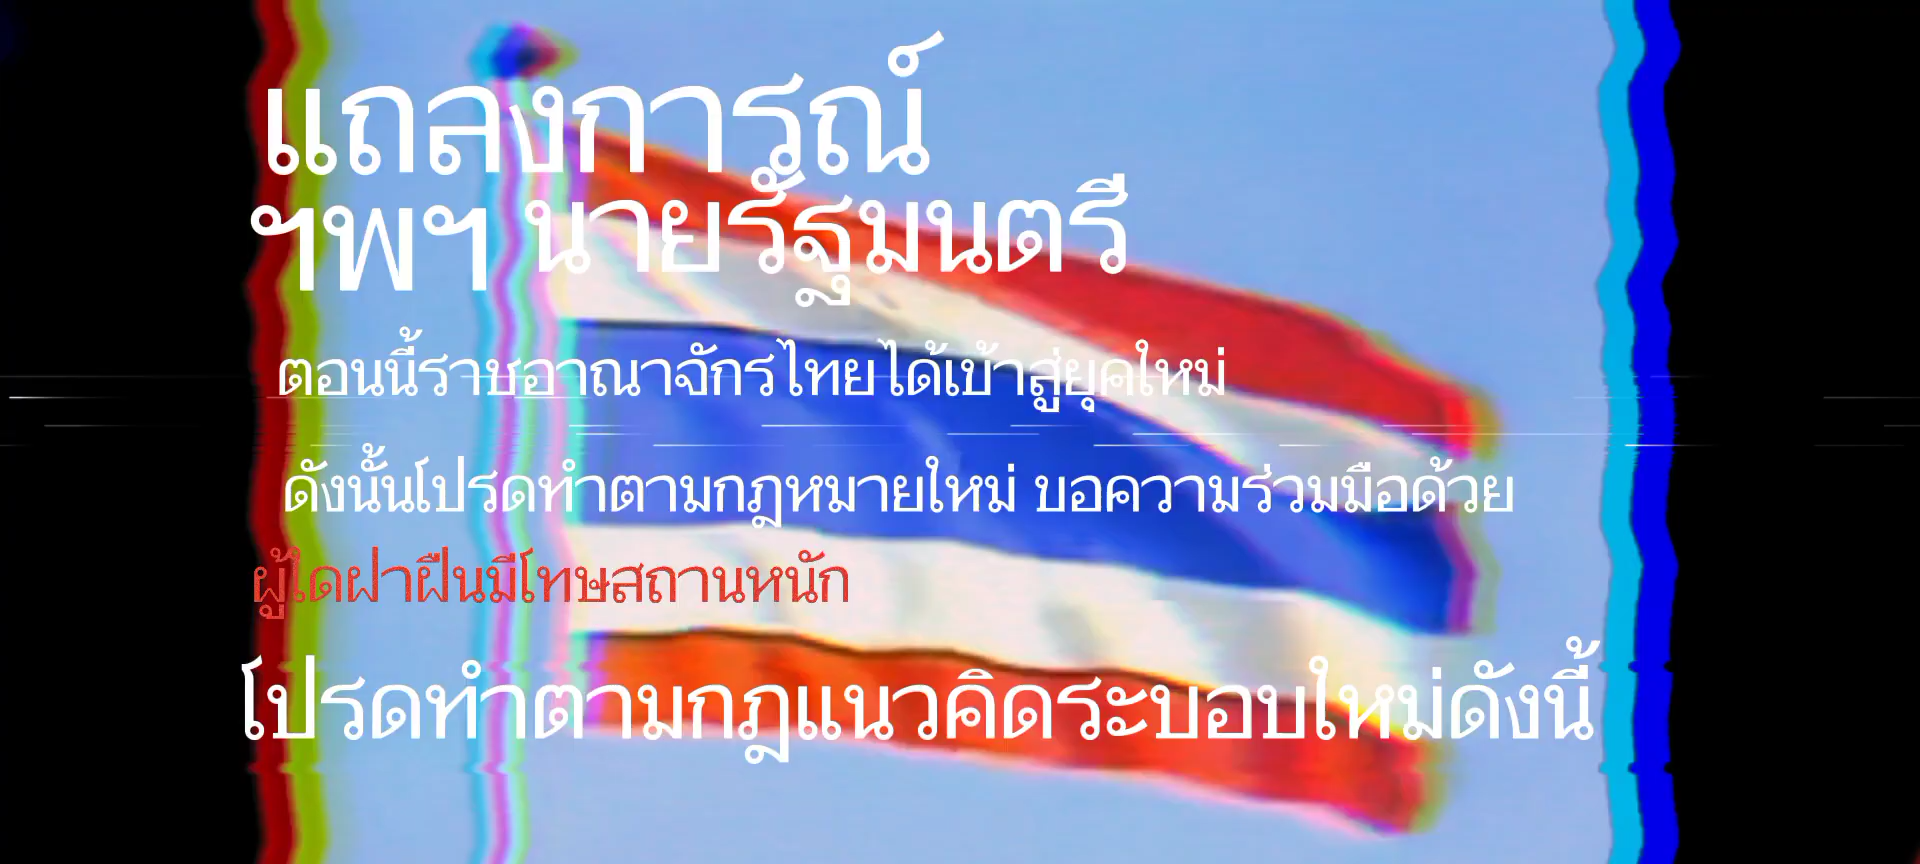 แถลงการณ์
ฯพฯ นายรัฐมนตรี
ตอนนี้ราชอาณาจักรไทยได้เข้าสู่ยุคใหม่
ดังนั้นโปรดทำตามกฎหมายใหม่ ขอความร่วมมือด้วย
ผู้ใดฝ่าฝืนมีโทษสถานหนัก
โปรดทำตามกฎแนวคิดระบอบใหม่ดังนี้